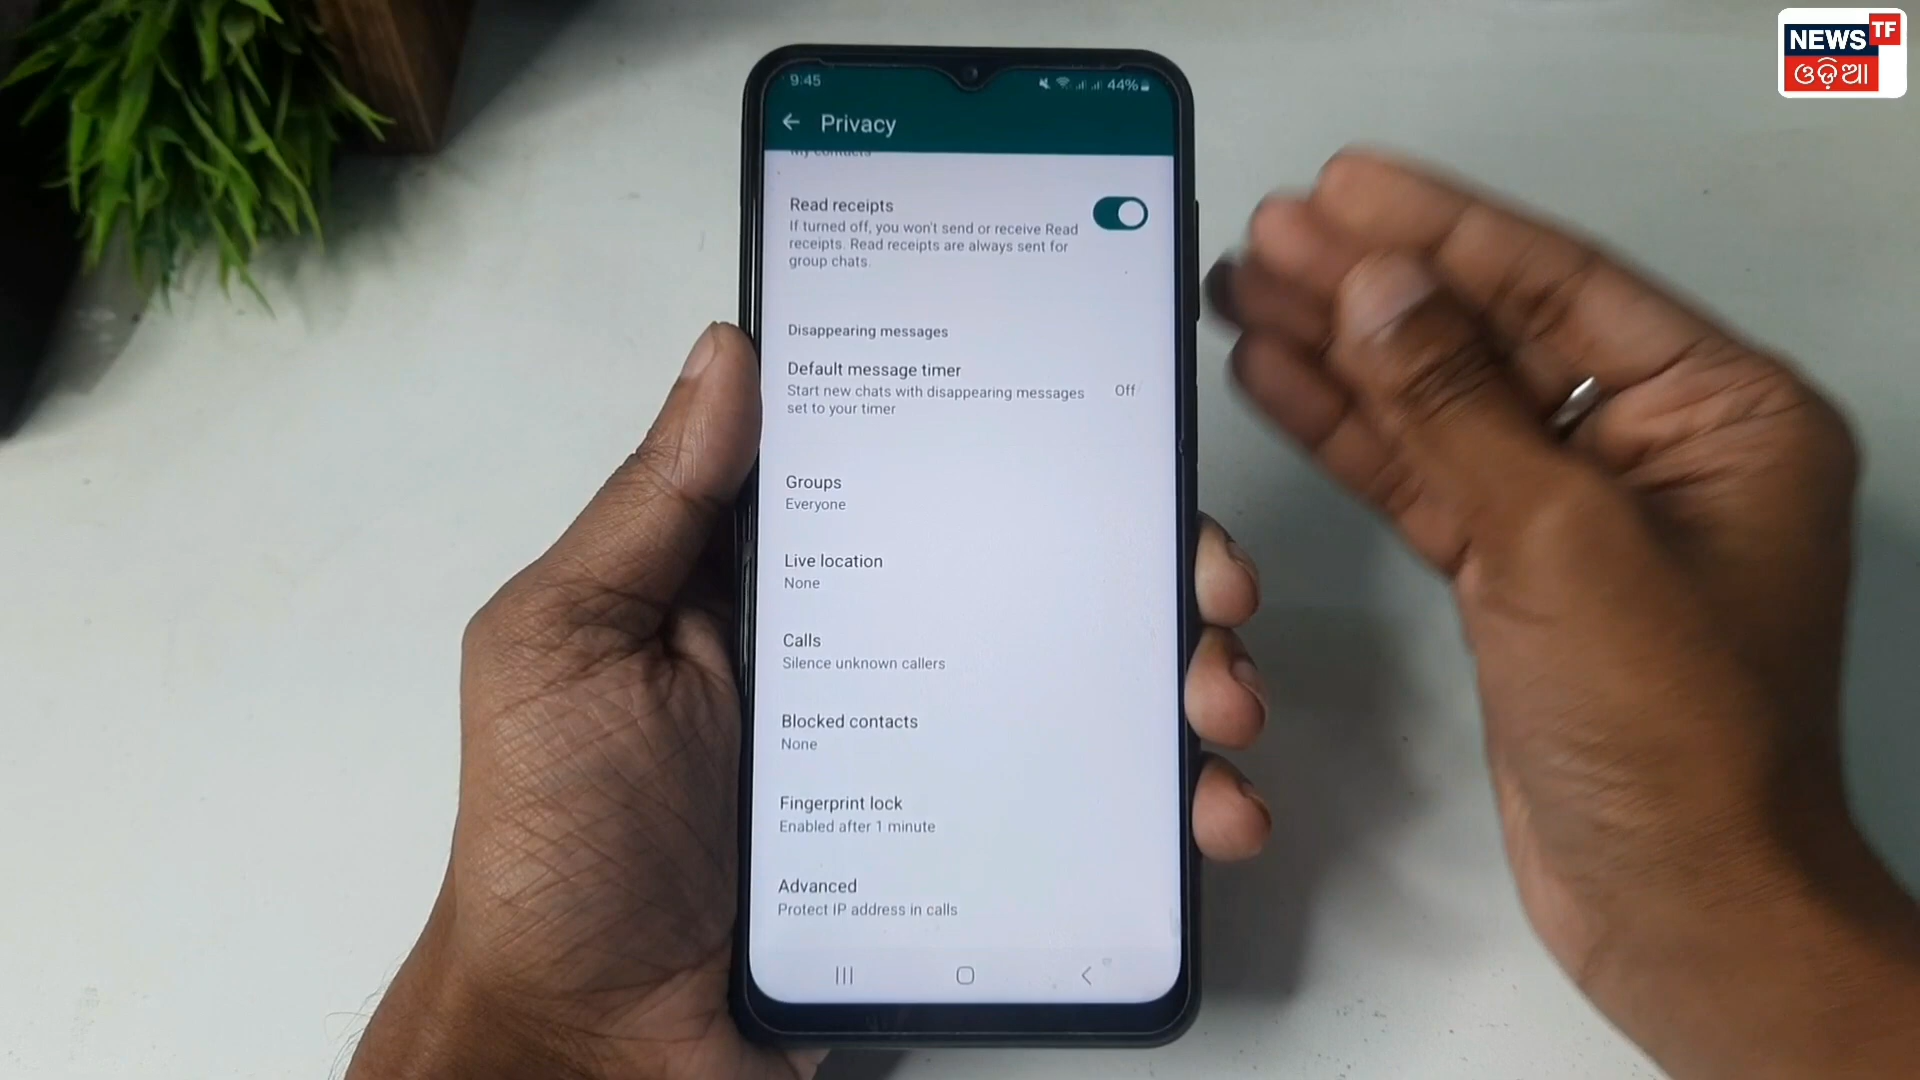 NEWS TF
ଓଡ଼ିଆ
9:45
44%
Privacy
My contacts
Read receipts
If turned off, you won't send or receive Read
receipts. Read receipts are always sent for
group chats.
Disappearing messages
Default message timer
Start new chats with disappearing messages
set to your timer
Off
Groups
Everyone
Live location
None
Calls
Silence unknown callers
Blocked contacts
None
Fingerprint lock
Enabled after 1 minute
Advanced
Protect IP address in calls